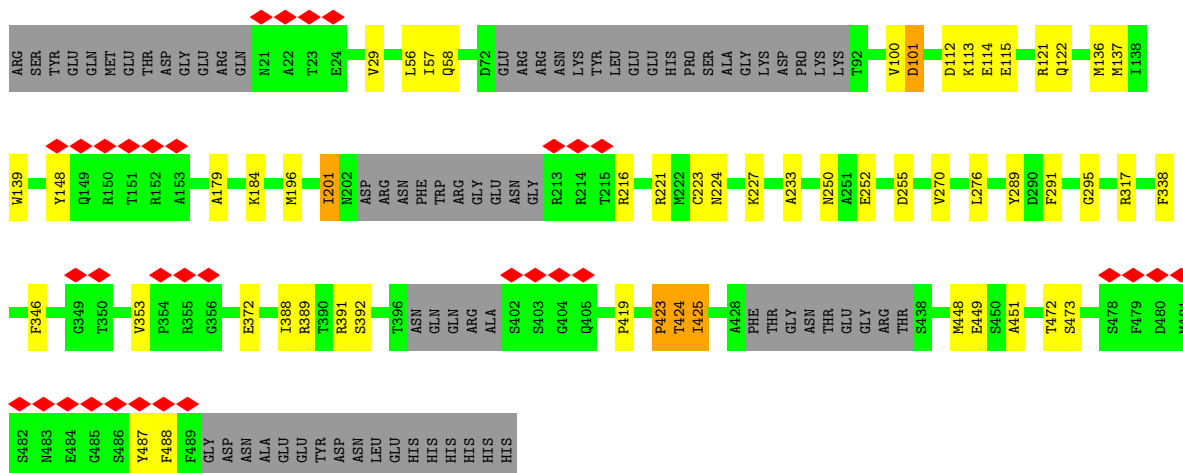 ARG SER TYR GLU GLN MET GLU THR ASP GLY GLU ARG GLN N21 A22 T23 E24 V29 L56 I57 Q58 D72 GLU ARG ARG ASN LYS TYR LEU GLU GLU HIS PRO SER ALA GLY LYS ASP PRO LYS LYS T92 V100 D101 D112 K113 E114 E115 R121 Q122 M136 M137 I138
W139 Y148 Q149 R150 T151 R152 A153 A179 K184 M196 I201 N202 ASP ARG ASN PHE TRP ARG GLY GLU ASN GLY R213 R214 T215 R216 R221 M222 C223 N224 K227 A233 N250 A251 E252 D255 V270 L276 Y289 D290 F291 G295 R317 F338
F346 G349 T350 V353 P354 R355 G356 E372 I388 R389 T390 R391 S392 T396 ASN GLN GLN ARG ALA S402 S403 G404 Q405 P419 P423 T424 I425 A428 PHE THR GLY ASN THR GLU GLY ARG THR S438 M448 E449 S450 A451 T472 S473 S478 F479 D480
S482 N483 E484 G485 S486 Y487 F488 F489 GLY ASP ASN ALA GLU GLU TYR ASP ASN LEU GLU HIS HIS HIS HIS HIS HIS